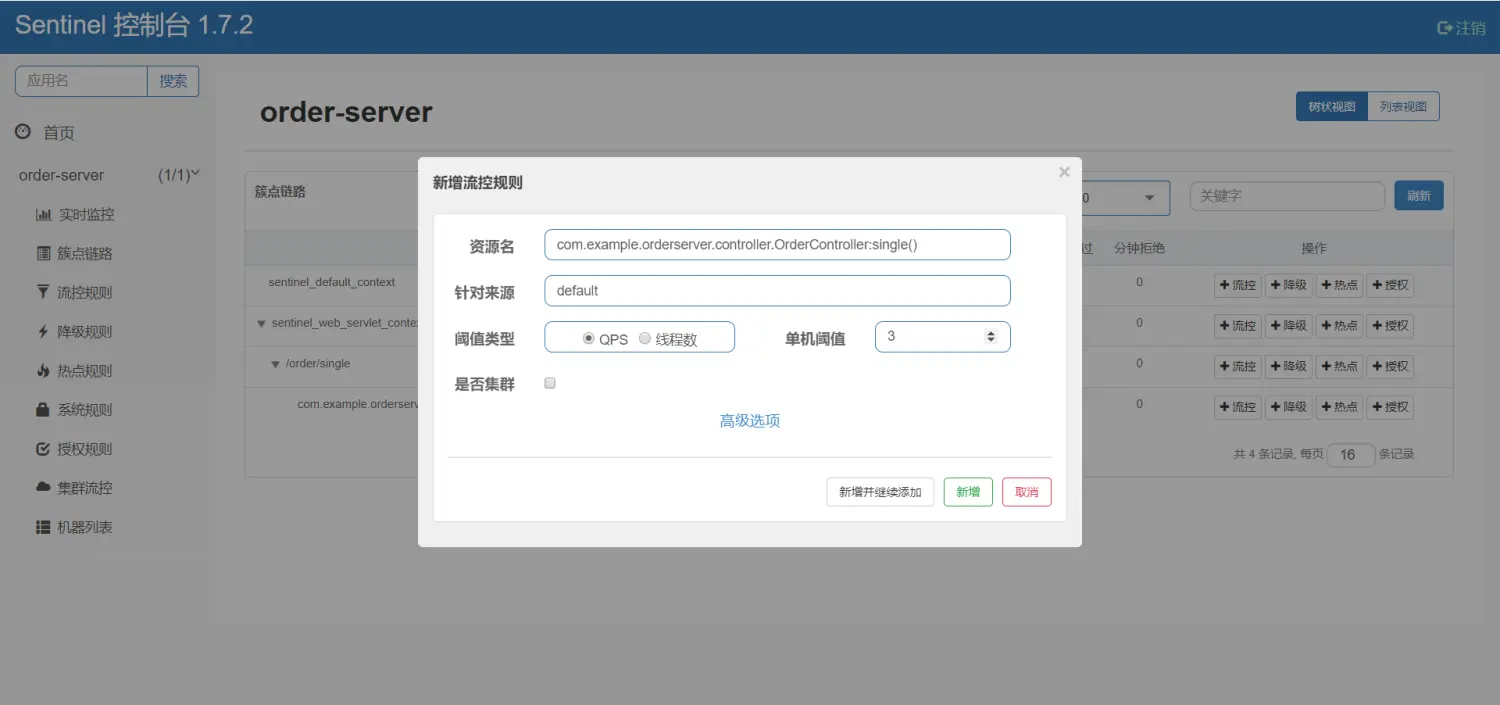 Sentinel 控制台 1.7.2
注销
应用名 搜索
首页
order-server (1/1)
实时监控
簇点链路
流控规则
降级规则
热点规则
系统规则
授权规则
集群流控
机器列表
order-server
树状视图 列表视图
簇点链路
0 关键字 刷新
过 分钟拒绝 操作
sentinel_default_context 0 流控 降级 热点 授权
sentinel_web_servlet_conte 0 流控 降级 热点 授权
/order/single 0 流控 降级 热点 授权
com.example.orderserv 0 流控 降级 热点 授权
共 4 条记录, 每页 16 条记录
新增流控规则 ×
资源名 com.example.orderserver.controller.OrderController:single()
针对来源 default
阈值类型 QPS 线程数 单机阈值 3
是否集群
高级选项
新增并继续添加 新增 取消